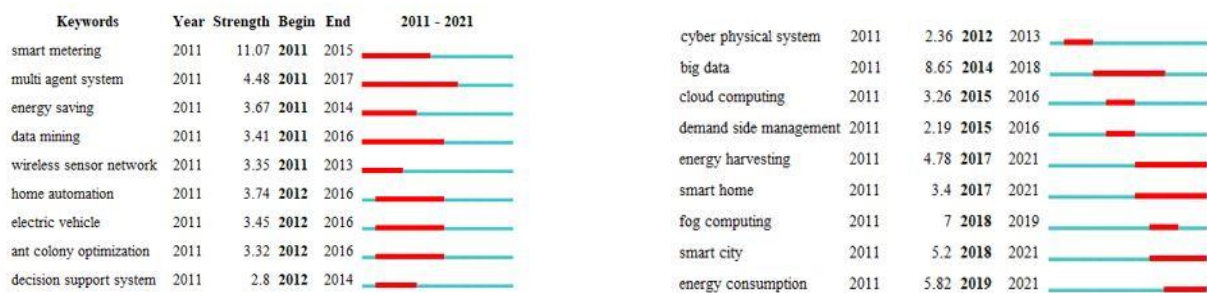 Keywords Year Strength Begin End 2011 - 2021
smart metering 2011 11.07 2011 2015
multi agent system 2011 4.48 2011 2017
energy saving 2011 3.67 2011 2014
data mining 2011 3.41 2011 2016
wireless sensor network 2011 3.35 2011 2013
home automation 2011 3.74 2012 2016
electric vehicle 2011 3.45 2012 2016
ant colony optimization 2011 3.32 2012 2016
decision support system 2011 2.8 2012 2014
cyber physical system 2011 2.36 2012 2013
big data 2011 8.65 2014 2018
cloud computing 2011 3.26 2015 2016
demand side management 2011 2.19 2015 2016
energy harvesting 2011 4.78 2017 2021
smart home 2011 3.4 2017 2021
fog computing 2011 7 2018 2019
smart city 2011 5.2 2018 2021
energy consumption 2011 5.82 2019 2021